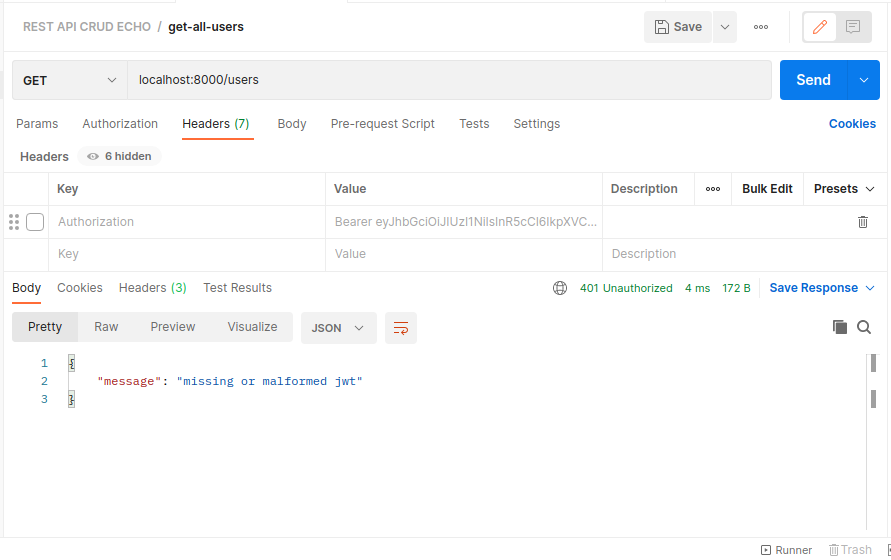 REST API CRUD ECHO / get-all-users
Save
GET localhost:8000/users Send
Params Authorization Headers (7) Body Pre-request Script Tests Settings Cookies
Headers 6 hidden
Key Value Description Bulk Edit Presets
Authorization Bearer eyJhbGciOiJIUzI1NiIsInR5cCI6IkpXVC...
Key Value Description
Body Cookies Headers (3) Test Results 401 Unauthorized 4 ms 172 B Save Response
Pretty Raw Preview Visualize JSON
1 {
2 "message": "missing or malformed jwt"
3 }
Runner Trash